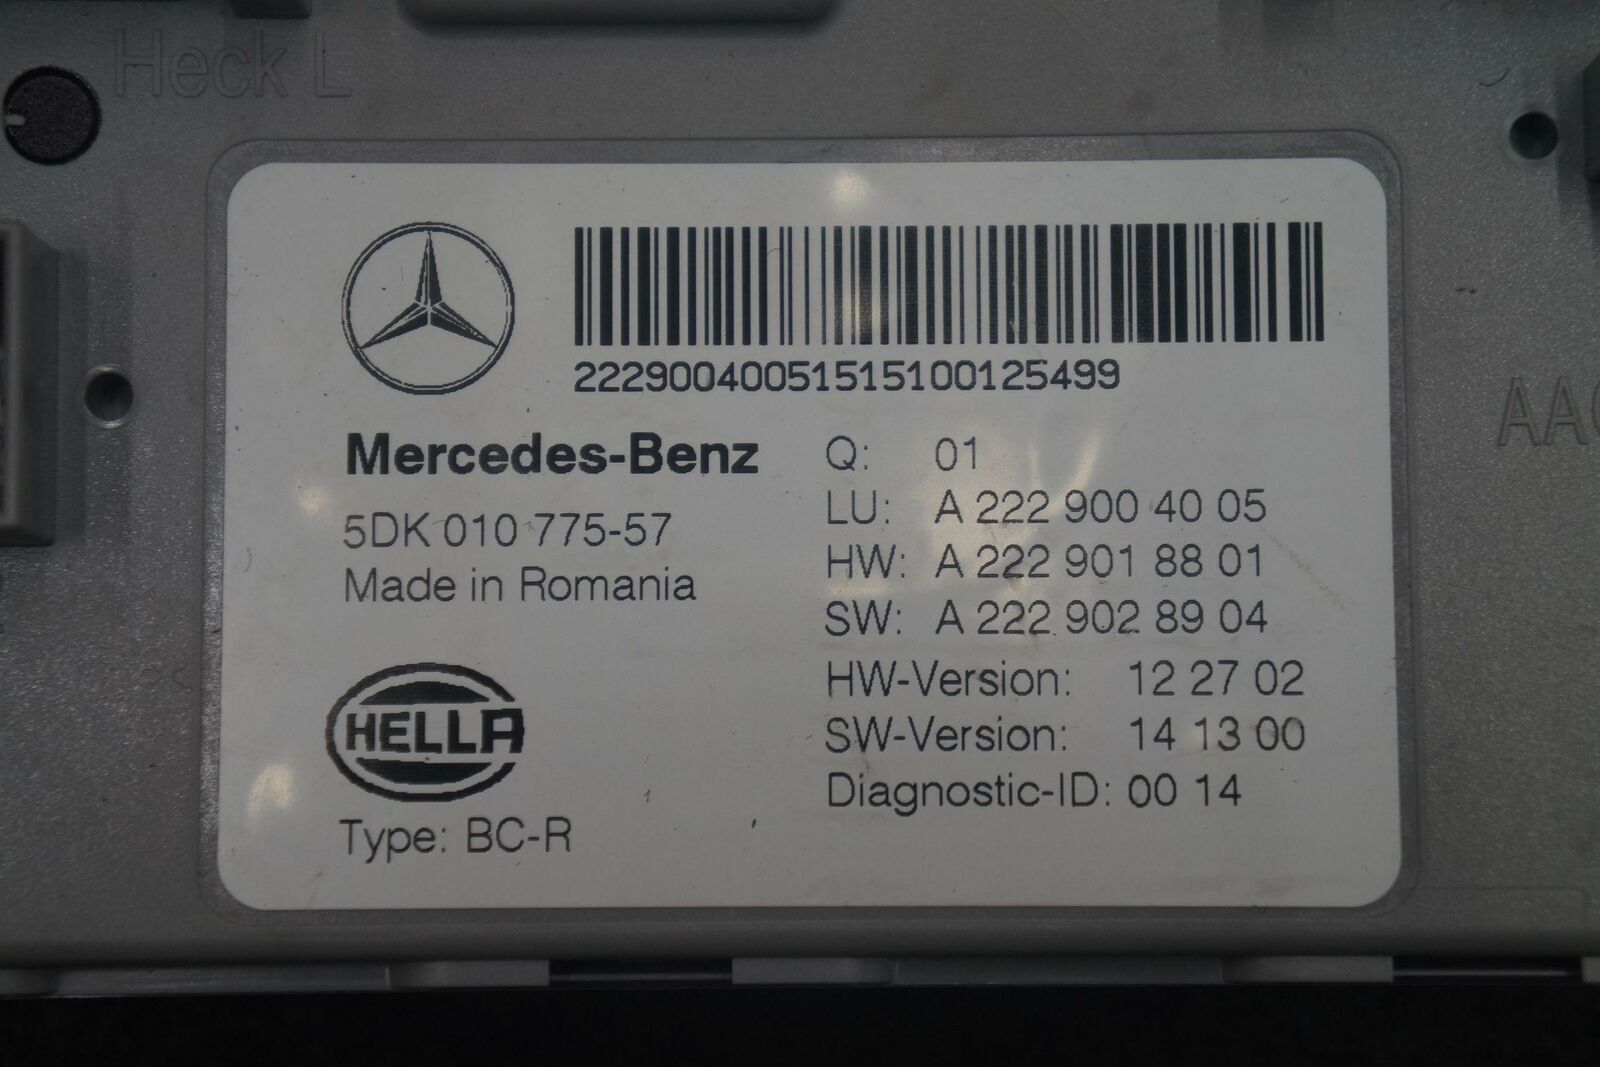 Heck L
22290040051515100125499
Mercedes-Benz
5DK 010 775-57
Made in Romania
HELLA
Type: BC-R
Q: 01
LU: A 222 900 40 05
HW: A 222 901 88 01
SW: A 222 902 89 04
HW-Version: 12 27 02
SW-Version: 14 13 00
Diagnostic-ID: 00 14